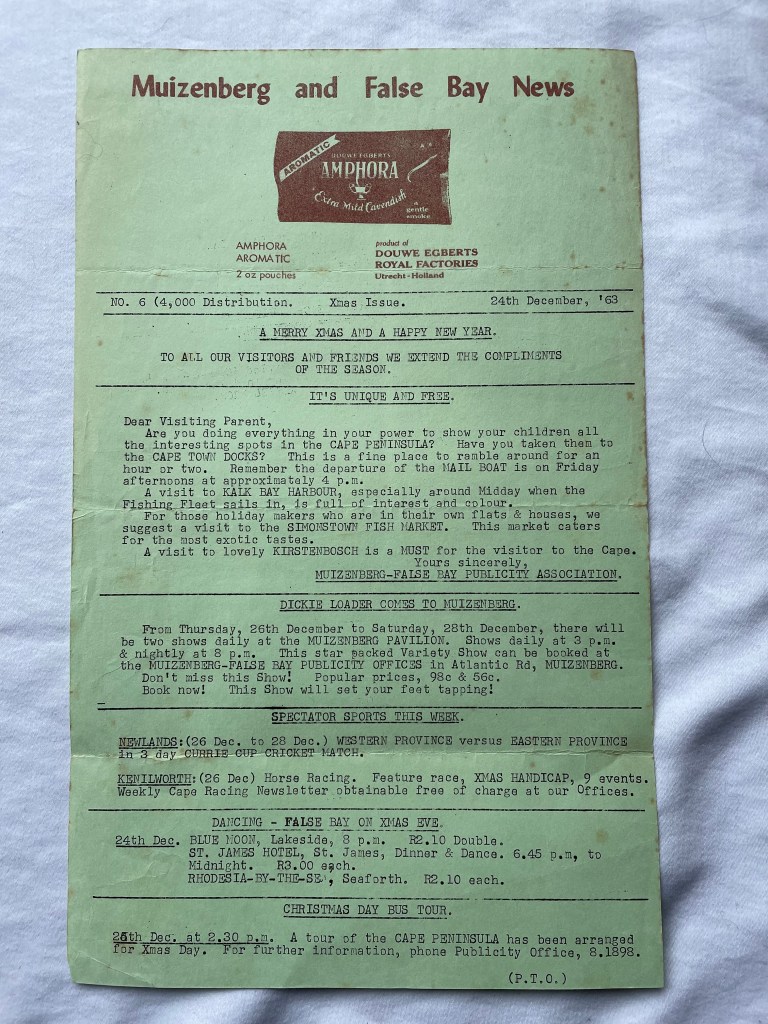 Muizenberg and False Bay News
AROMATIC
DOUWE EGBERTS
AMPHORA
Extra Mild Cavendish
a
gentle
smoke
AMPHORA
AROMATIC
2 oz pouches
product of
DOUWE EGBERTS
ROYAL FACTORIES
Utrecht-Holland
NO. 6 (4,000 Distribution. Xmas Issue. 24th December, '63
A MERRY XMAS AND A HAPPY NEW YEAR.
TO ALL OUR VISITORS AND FRIENDS WE EXTEND THE COMPLIMENTS
OF THE SEASON.
IT'S UNIQUE AND FREE.
Dear Visiting Parent,
Are you doing everything in your power to show your children all
the interesting spots in the CAPE PENINSULA? Have you taken them to
the CAPE TOWN DOCKS? This is a fine place to ramble around for an
hour or two. Remember the departure of the MAIL BOAT is on Friday
afternoons at approximately 4 p.m.
A visit to KALK BAY HARBOUR, especially around Midday when the
Fishing Fleet sails in, is full of interest and colour.
For those holiday makers who are in their own flats & houses, we
suggest a visit to the SIMONSTOWN FISH MARKET. This market caters
for the most exotic tastes.
A visit to lovely KIRSTENBOSCH is a MUST for the visitor to the Cape.
Yours sincerely,
MUIZENBERG-FALSE BAY PUBLICITY ASSOCIATION.
DICKIE LOADER COMES TO MUIZENBERG.
From Thursday, 26th December to Saturday, 28th December, there will
be two shows daily at the MUIZENBERG PAVILION. Shows daily at 3 p.m.
& nightly at 8 p.m. This star packed Variety Show can be booked at
the MUIZENBERG-FALSE BAY PUBLICITY OFFICES in Atlantic Rd, MUIZENBERG.
Don't miss this Show! Popular prices, 98c & 56c.
Book now! This Show will set your feet tapping!
SPECTATOR SPORTS THIS WEEK.
NEWLANDS:(26 Dec. to 28 Dec.) WESTERN PROVINCE versus EASTERN PROVINCE
in 3 day CURRIE CUP CRICKET MATCH.
KENILWORTH:(26 Dec) Horse Racing. Feature race, XMAS HANDICAP, 9 events.
Weekly Cape Racing Newsletter obtainable free of charge at our Offices.
DANCING - FALSE BAY ON XMAS EVE.
24th Dec. BLUE MOON, Lakeside, 8 p.m. R2.10 Double.
ST. JAMES HOTEL, St. James, Dinner & Dance. 6.45 p.m, to
Midnight. R3.00 each.
RHODESIA-BY-THE-SEA, Seaforth. R2.10 each.
CHRISTMAS DAY BUS TOUR.
25th Dec. at 2.30 p.m. A tour of the CAPE PENINSULA has been arranged
for Xmas Day. For further information, phone Publicity Office, 8.1898.
(P.T.O.)